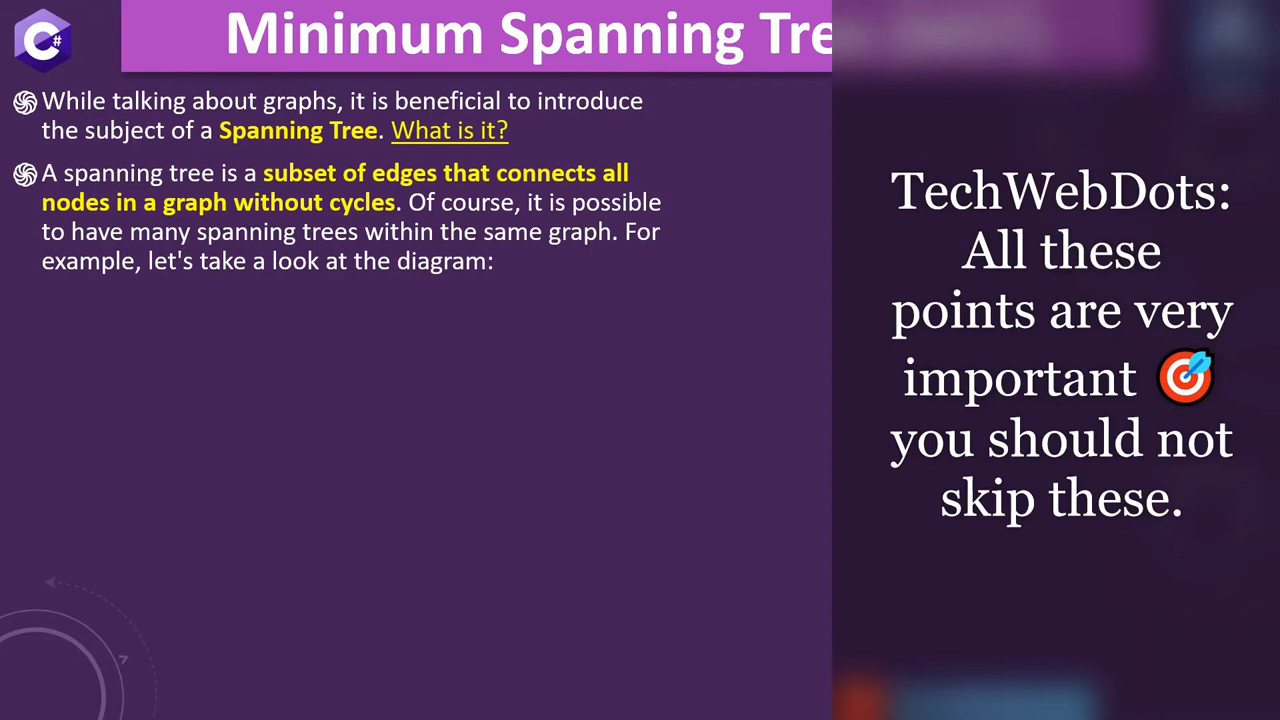 C#
Minimum Spanning Tre
While talking about graphs, it is beneficial to introduce
the subject of a Spanning Tree. What is it?
A spanning tree is a subset of edges that connects all
nodes in a graph without cycles. Of course, it is possible
to have many spanning trees within the same graph. For
example, let's take a look at the diagram:
TechWebDots:
All these
points are very
important 🎯
you should not
skip these.